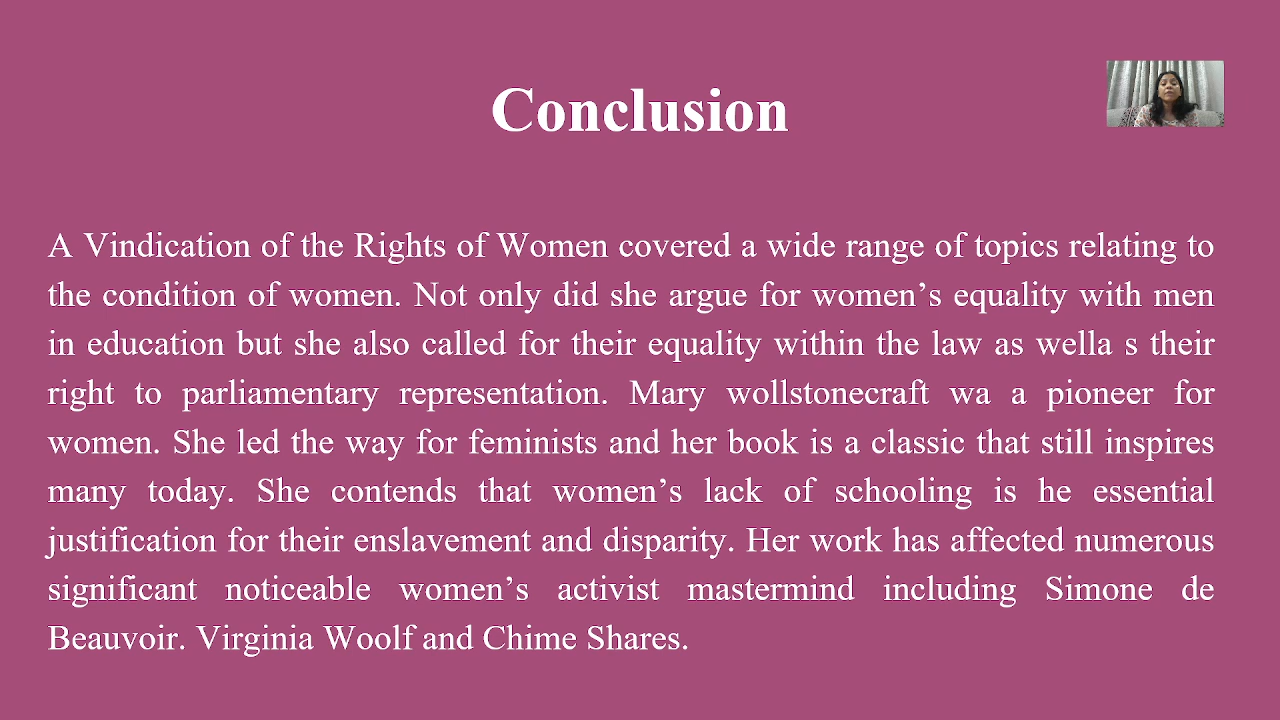 Conclusion
A Vindication of the Rights of Women covered a wide range of topics relating to
the condition of women. Not only did she argue for women’s equality with men
in education but she also called for their equality within the law as wella s their
right to parliamentary representation. Mary wollstonecraft wa a pioneer for
women. She led the way for feminists and her book is a classic that still inspires
many today. She contends that women’s lack of schooling is he essential
justification for their enslavement and disparity. Her work has affected numerous
significant noticeable women’s activist mastermind including Simone de
Beauvoir. Virginia Woolf and Chime Shares.